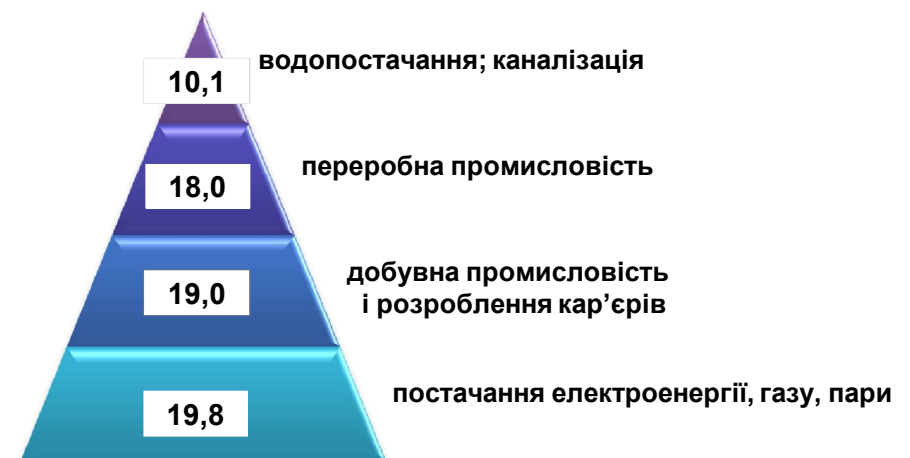 водопостачання; каналізація
10,1
переробна промисловість
18,0
добувна промисловість
і розроблення кар’єрів
19,0
постачання електроенергії, газу, пари
19,8